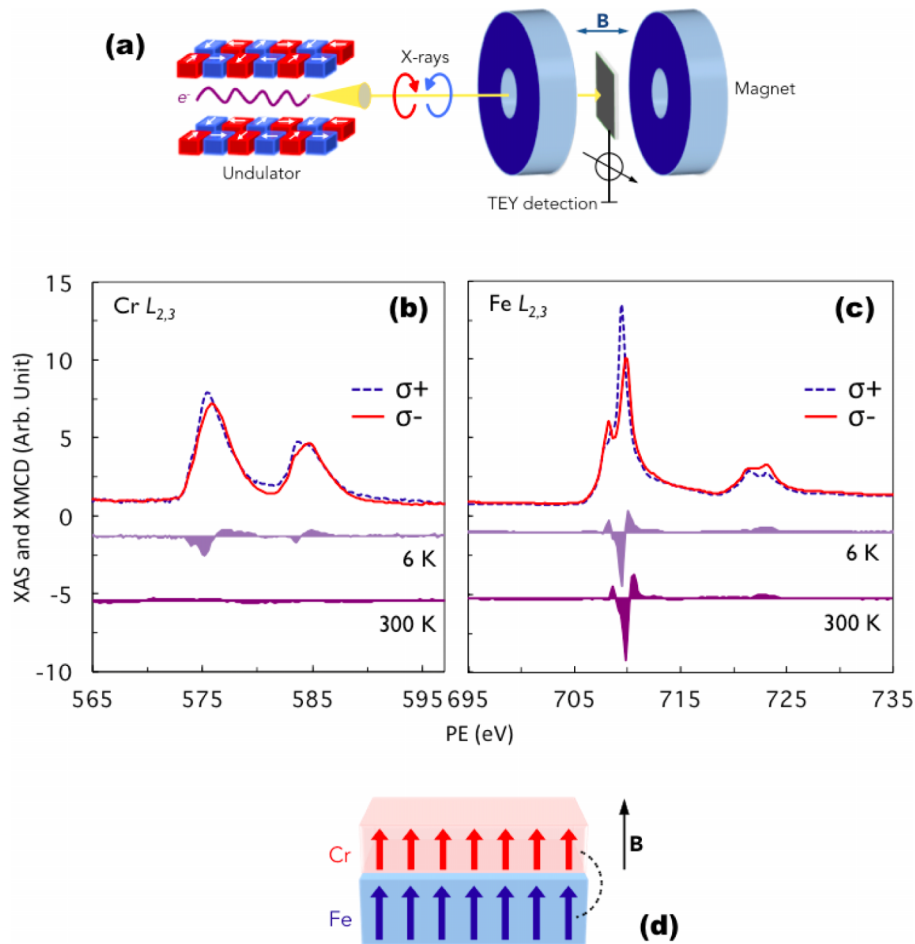 (a)
X-rays
B
e-
Magnet
Undulator
TEY detection
XAS and XMCD (Arb. Unit)
15
10
5
0
-5
-10
Cr L2,3
(b)
σ+
σ-
6 K
300 K
565
575
585
595
Fe L2,3
(c)
σ+
σ-
6 K
300 K
695
705
715
725
735
PE (eV)
Cr
B
Fe
(d)